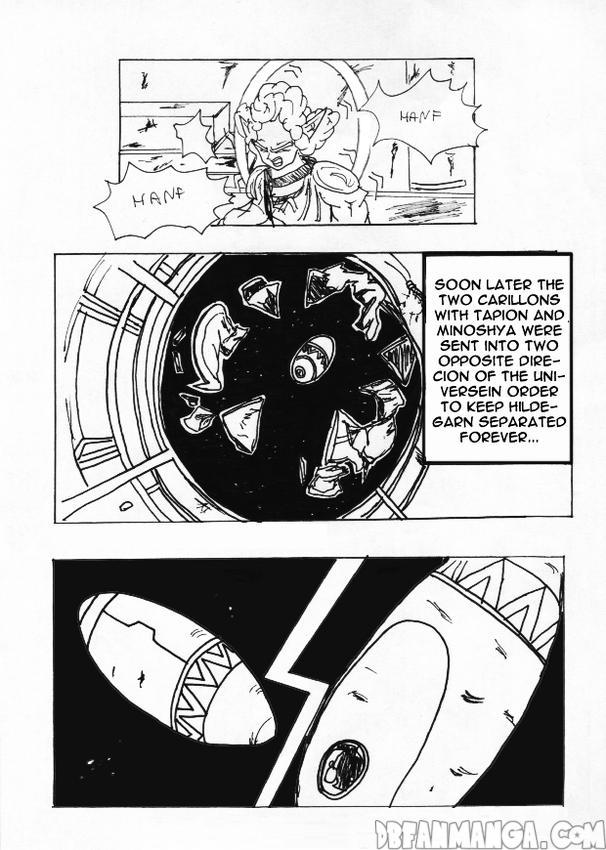 HANF
HANF
SOON LATER THE
TWO CARILLONS
WITH TAPION AND
MINOSHYA WERE
SENT INTO TWO
OPPOSITE DIRE-
CION OF THE UNI-
VERSEIN ORDER
TO KEEP HILDE-
GARN SEPARATED
FOREVER...
DBFANMANGA.COM